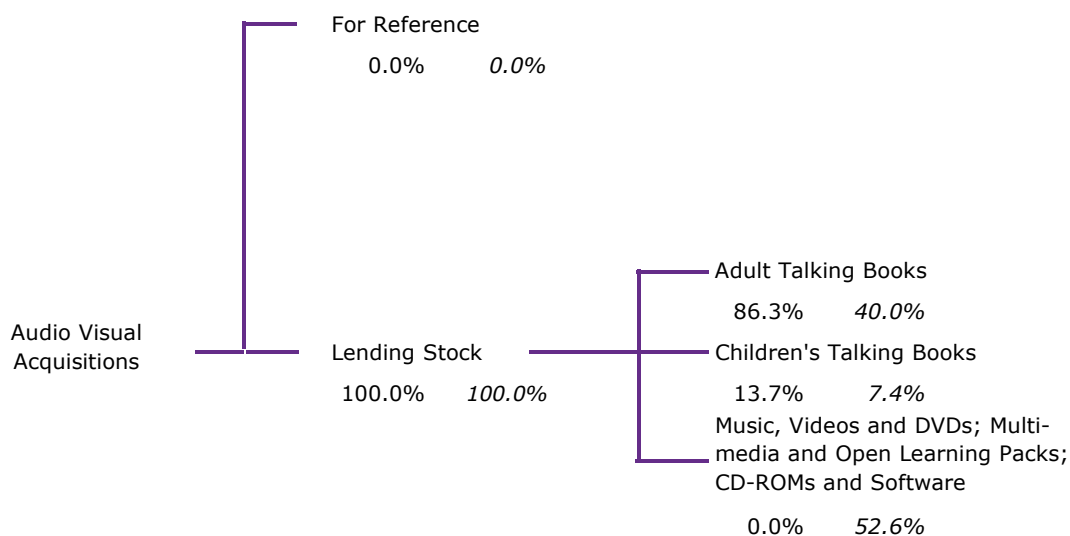 For Reference
0.0% 0.0%
Audio Visual
Acquisitions
Lending Stock
100.0% 100.0%
Adult Talking Books
86.3% 40.0%
Children's Talking Books
13.7% 7.4%
Music, Videos and DVDs; Multi-
media and Open Learning Packs;
CD-ROMs and Software
0.0% 52.6%